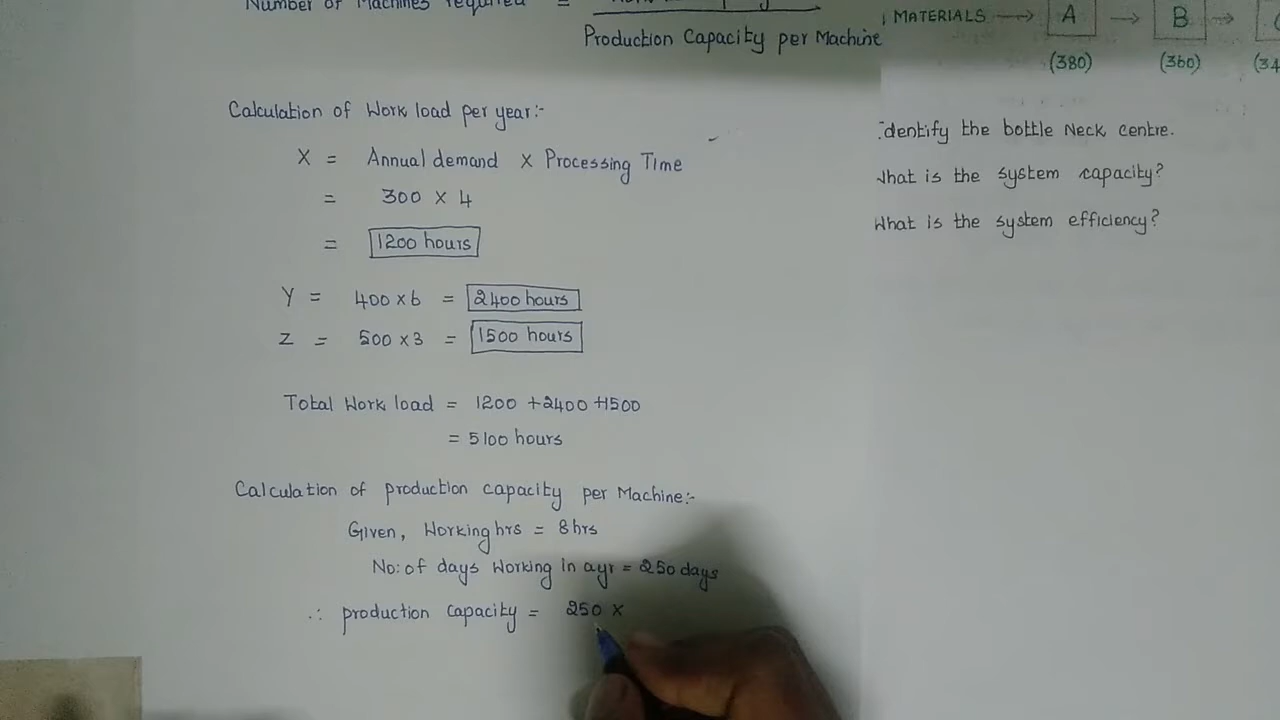 Number of Machines required =
Production Capacity per Machine
Calculation of Work load per year:-
X = Annual demand X Processing Time
= 300 X 4
= 1200 hours
Y = 400 x 6 = 2400 hours
Z = 500 x 3 = 1500 hours
Total Work load = 1200 + 2400 + 1500
= 5100 hours
Calculation of production capacity per Machine:-
Given, Working hrs = 8 hrs
No: of days Working in a yr = 250 days
∴ production capacity = 250 x
MATERIALS → A → B →
(380) (360) (34
dentify the bottle Neck centre.
hat is the system capacity?
What is the system efficiency?